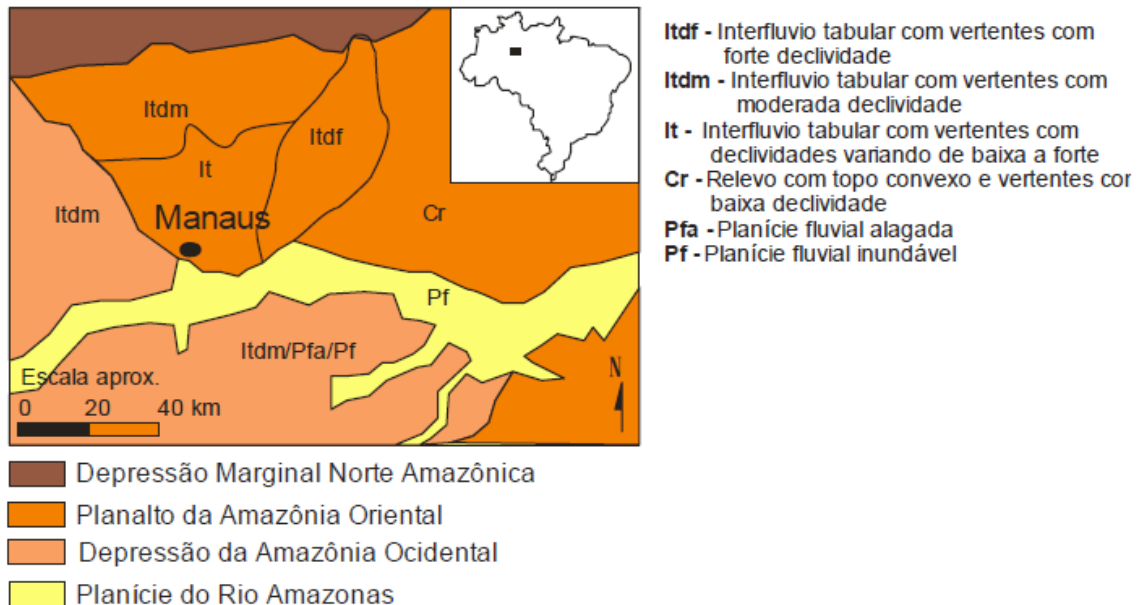 Itdm
Itdf
It
Itdm
Manaus
Cr
Pf
Itdm/Pfa/Pf
Escala aprox.
0 20 40 km
N
Itdf - Interfluvio tabular com vertentes com
forte declividade
Itdm - Interfluvio tabular com vertentes com
moderada declividade
It - Interfluvio tabular com vertentes com
declividades variando de baixa a forte
Cr - Relevo com topo convexo e vertentes cor
baixa declividade
Pfa - Planície fluvial alagada
Pf - Planície fluvial inundável
Depressão Marginal Norte Amazônica
Planalto da Amazônia Oriental
Depressão da Amazônia Ocidental
Planície do Rio Amazonas